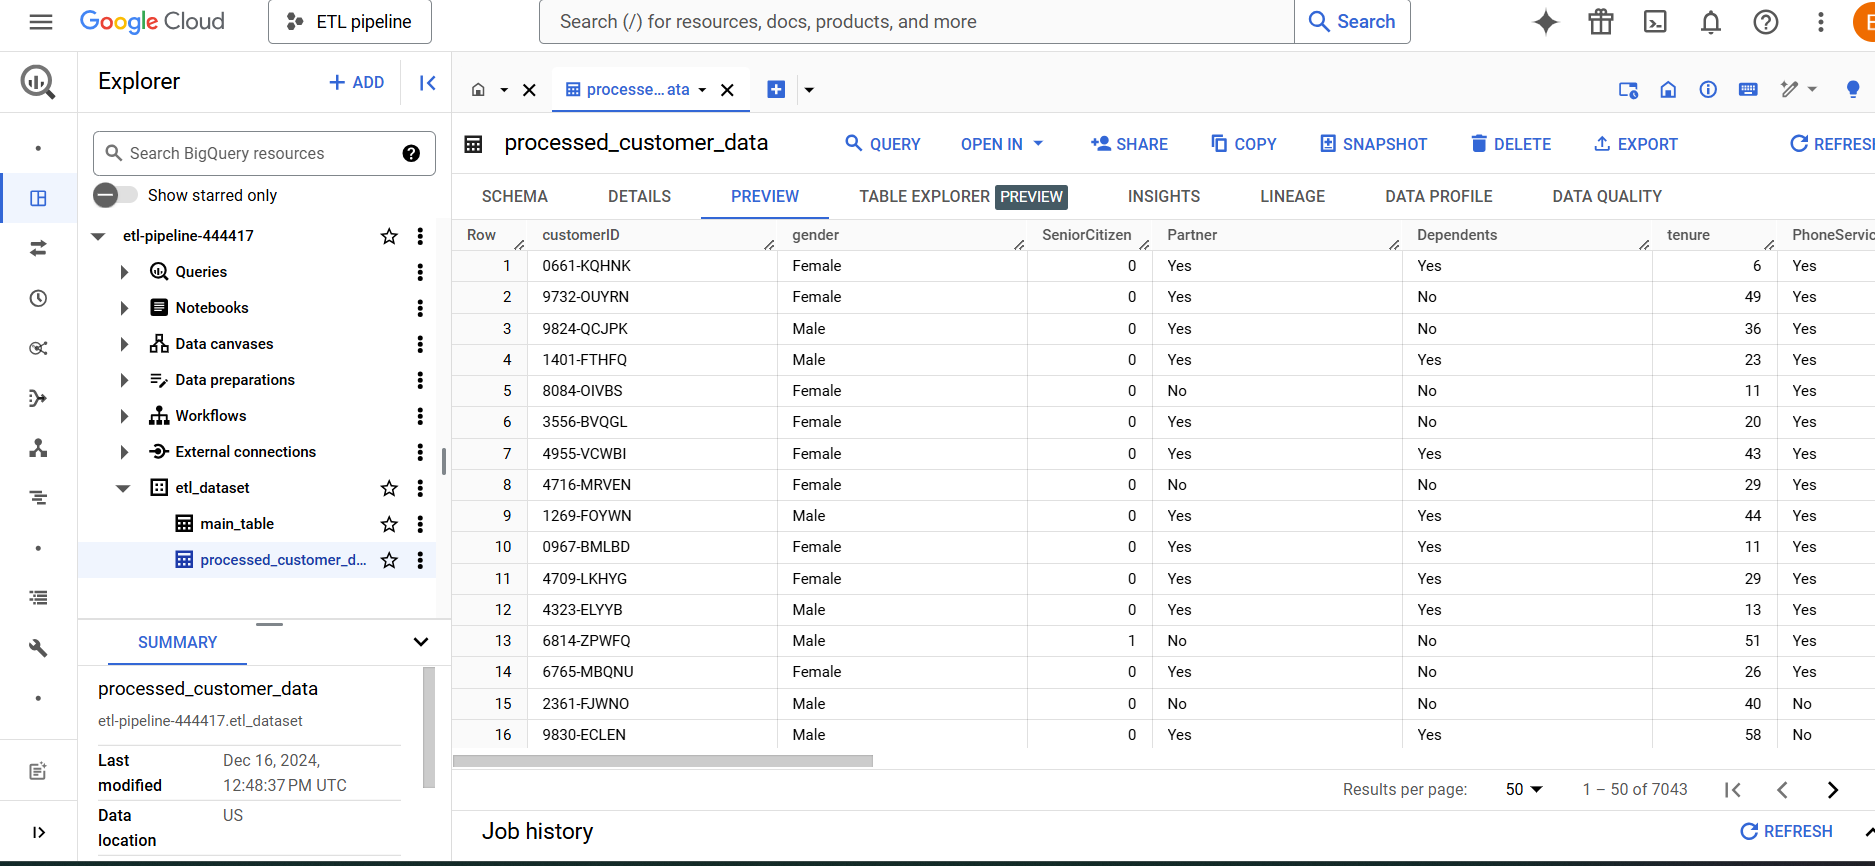 Google Cloud
ETL pipeline
Search (/) for resources, docs, products, and more
Search
E
Explorer
ADD
processe... ata
Search BigQuery resources
Show starred only
etl-pipeline-444417
Queries
Notebooks
Data canvases
Data preparations
Workflows
External connections
etl_dataset
main_table
processed_customer_d...
SUMMARY
processed_customer_data
etl-pipeline-444417.etl_dataset
Last modified Dec 16, 2024, 12:48:37 PM UTC
Data location US
processed_customer_data
QUERY OPEN IN SHARE COPY SNAPSHOT DELETE EXPORT REFRESH
SCHEMA DETAILS PREVIEW TABLE EXPLORER PREVIEW INSIGHTS LINEAGE DATA PROFILE DATA QUALITY
Row customerID gender SeniorCitizen Partner Dependents tenure PhoneServic
1 0661-KQHNK Female 0 Yes Yes 6 Yes
2 9732-OUYRN Female 0 Yes No 49 Yes
3 9824-QCJPK Male 0 Yes No 36 Yes
4 1401-FTHFQ Male 0 Yes Yes 23 Yes
5 8084-OIVBS Female 0 No No 11 Yes
6 3556-BVQGL Female 0 Yes No 20 Yes
7 4955-VCWBI Female 0 Yes Yes 43 Yes
8 4716-MRVEN Female 0 No No 29 Yes
9 1269-FOYWN Male 0 Yes Yes 44 Yes
10 0967-BMLBD Female 0 Yes Yes 11 Yes
11 4709-LKHYG Female 0 Yes Yes 29 Yes
12 4323-ELYYB Male 0 Yes Yes 13 Yes
13 6814-ZPWFQ Male 1 No No 51 Yes
14 6765-MBQNU Female 0 Yes No 26 Yes
15 2361-FJWNO Male 0 No No 40 No
16 9830-ECLEN Male 0 Yes Yes 58 No
Results per page: 50 1 – 50 of 7043
Job history
REFRESH